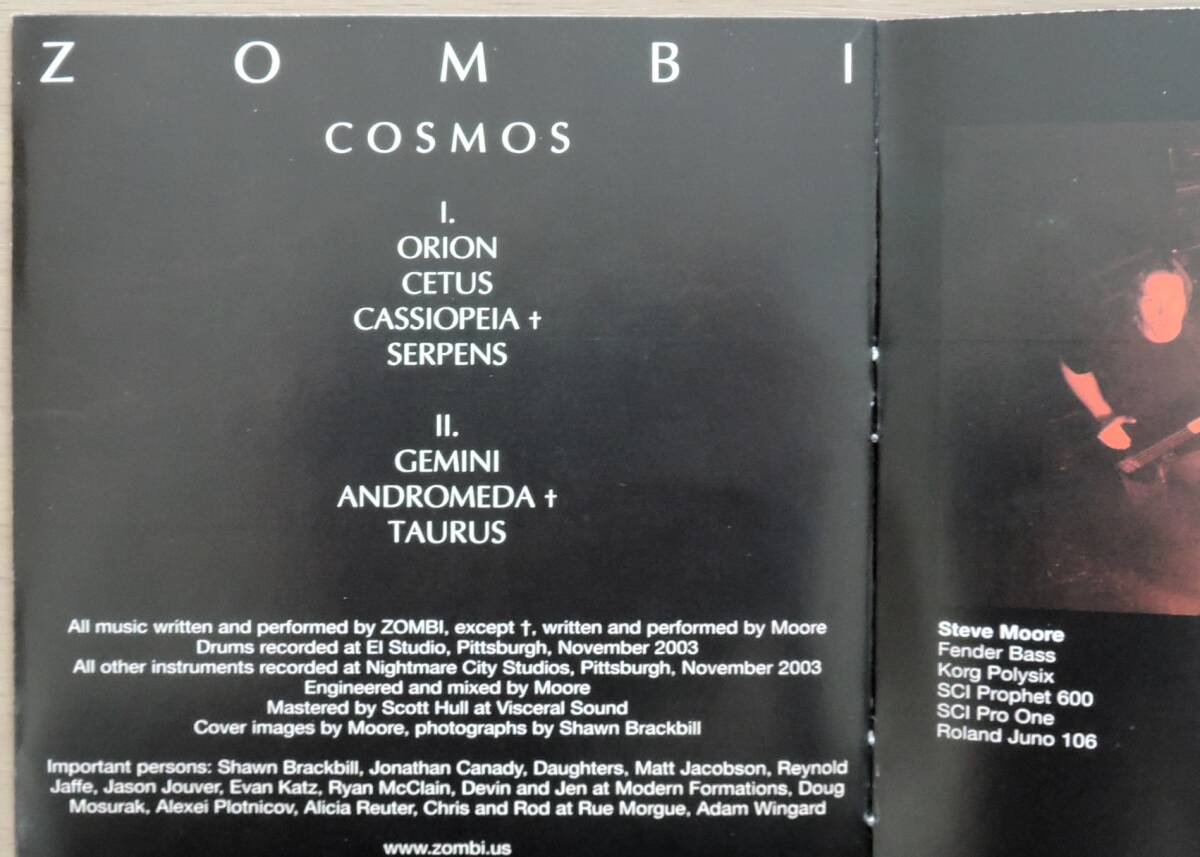 Z O M B I
COSMOS
I.
ORION
CETUS
CASSIOPEIA †
SERPENS
II.
GEMINI
ANDROMEDA †
TAURUS
All music written and performed by ZOMBI, except †, written and performed by Moore
Drums recorded at EI Studio, Pittsburgh, November 2003
All other instruments recorded at Nightmare City Studios, Pittsburgh, November 2003
Engineered and mixed by Moore
Mastered by Scott Hull at Visceral Sound
Cover images by Moore, photographs by Shawn Brackbill
Important persons: Shawn Brackbill, Jonathan Canady, Daughters, Matt Jacobson, Reynold
Jaffe, Jason Jouver, Evan Katz, Ryan McClain, Devin and Jen at Modern Formations, Doug
Mosurak, Alexei Plotnicov, Alicia Reuter, Chris and Rod at Rue Morgue, Adam Wingard
www.zombi.us
Steve Moore
Fender Bass
Korg Polysix
SCI Prophet 600
SCI Pro One
Roland Juno 106